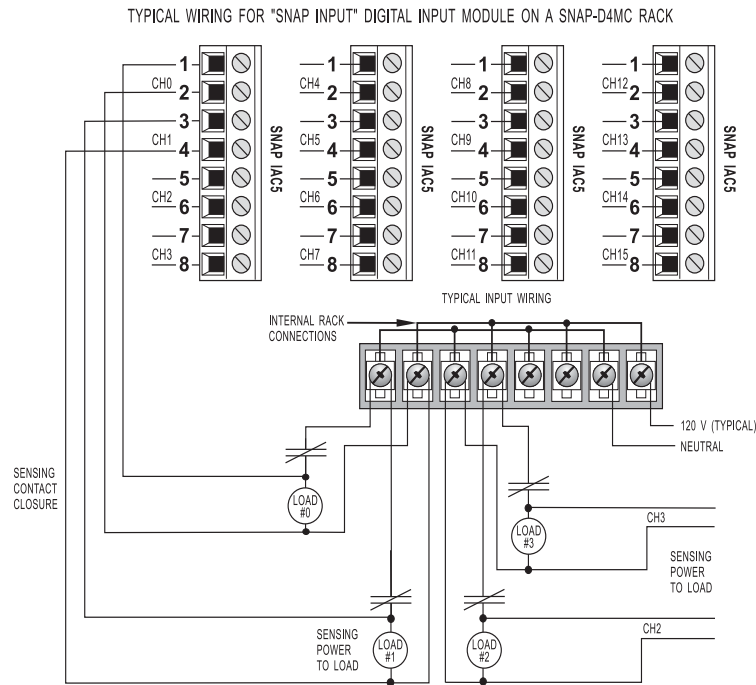 TYPICAL WIRING FOR "SNAP INPUT" DIGITAL INPUT MODULE ON A SNAP-D4MC RACK
1
CH0
2
3
CH1
4
5
CH2
6
7
CH3
8
SNAP IAC5
1
CH4
2
3
CH5
4
5
CH6
6
7
CH7
8
SNAP IAC5
1
CH8
2
3
CH9
4
5
CH10
6
7
CH11
8
SNAP IAC5
1
CH12
2
3
CH13
4
5
CH14
6
7
CH15
8
SNAP IAC5
TYPICAL INPUT WIRING
INTERNAL RACK
CONNECTIONS
120 V (TYPICAL)
NEUTRAL
SENSING
CONTACT
CLOSURE
LOAD
#0
LOAD
#3
CH3
SENSING
POWER
TO LOAD
SENSING
POWER
TO LOAD
LOAD
#1
LOAD
#2
CH2